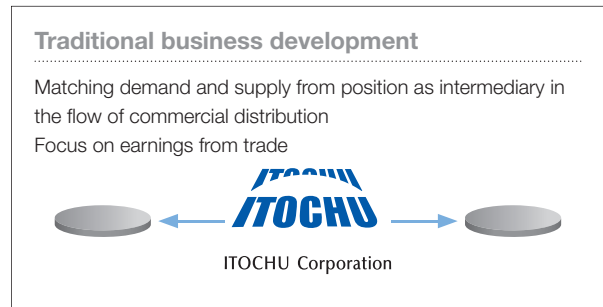 Traditional business development
Matching demand and supply from position as intermediary in
the flow of commercial distribution
Focus on earnings from trade
ITOCHU
ITOCHU
ITOCHU Corporation